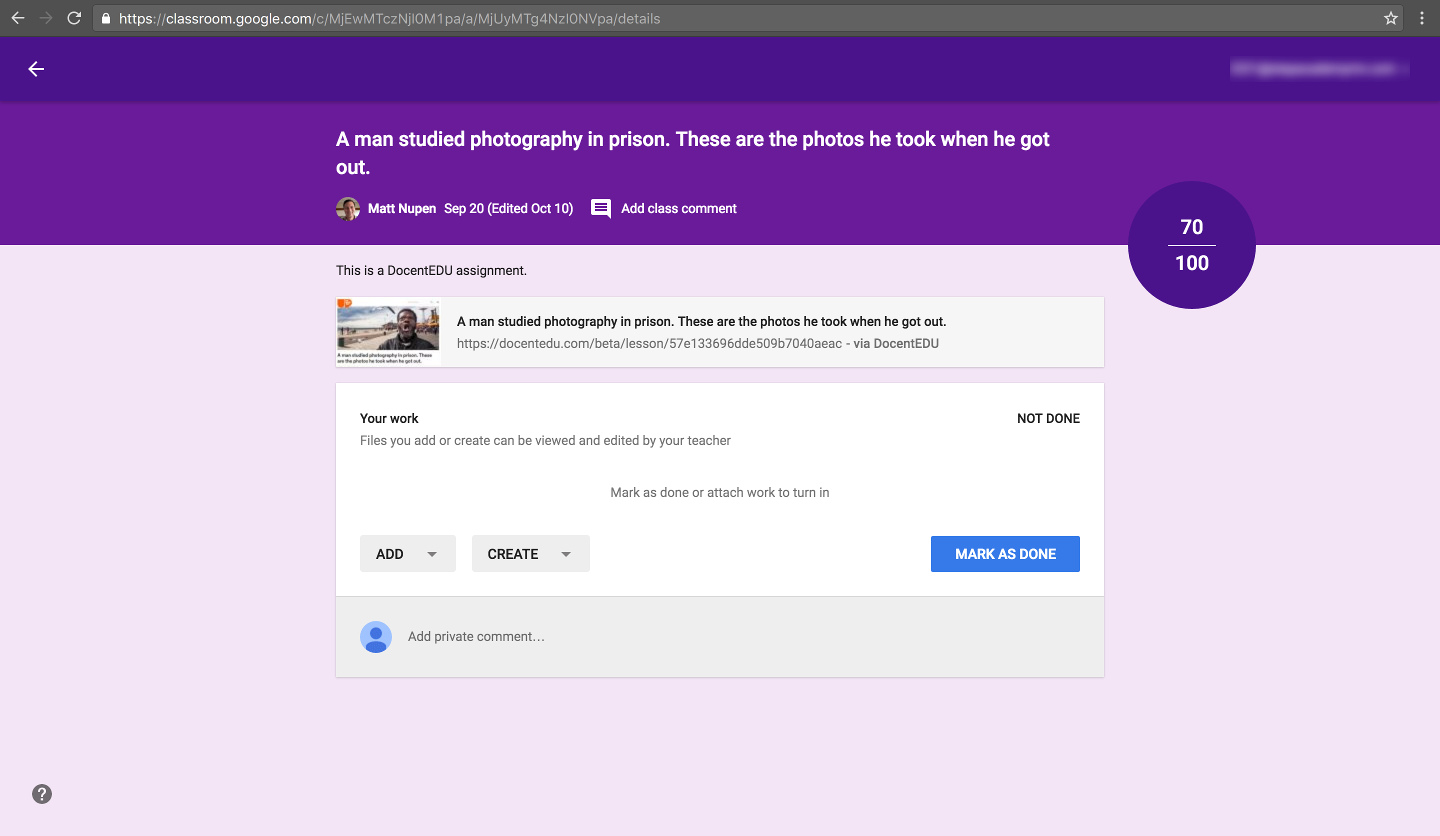 https://classroom.google.com/c/MjEwMTczNjI0M1pa/a/MjUyMTg4NzI0NVpa/details
A man studied photography in prison. These are the photos he took when he got
out.
Matt Nupen Sep 20 (Edited Oct 10) Add class comment
70
100
This is a DocentEDU assignment.
A man studied photography in prison. These
are the photos he took when he got out.
A man studied photography in prison. These are the photos he took when he got out.
https://docentedu.com/beta/lesson/57e133696dde509b7040aeac - via DocentEDU
Your work NOT DONE
Files you add or create can be viewed and edited by your teacher
Mark as done or attach work to turn in
ADD CREATE MARK AS DONE
Add private comment…
?